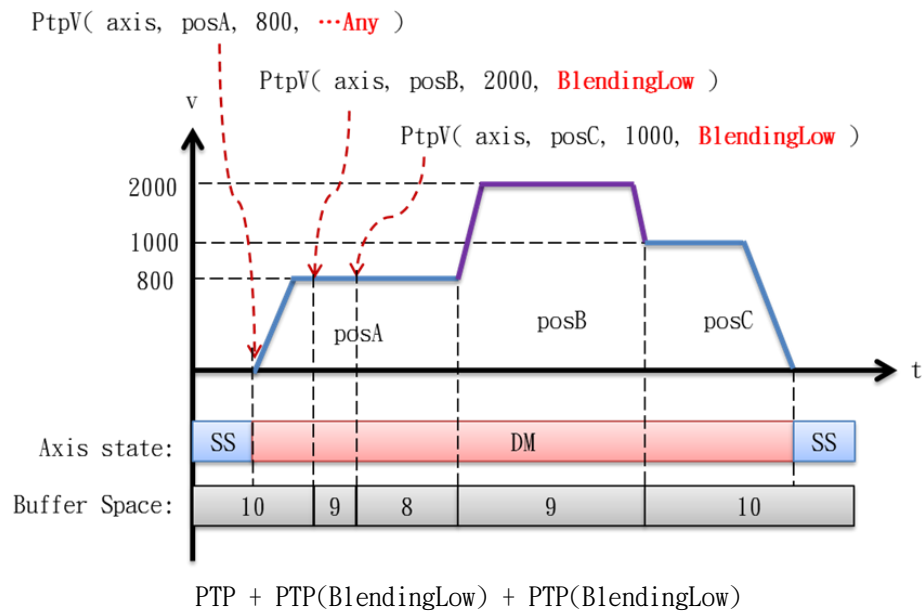 PtpV( axis, posA, 800, …Any )
PtpV( axis, posB, 2000, BlendingLow )
PtpV( axis, posC, 1000, BlendingLow )
v
2000
1000
800
posA
posB
posC
t
Axis state:
SS
DM
SS
Buffer Space:
10
9
8
9
10
PTP + PTP(BlendingLow) + PTP(BlendingLow)